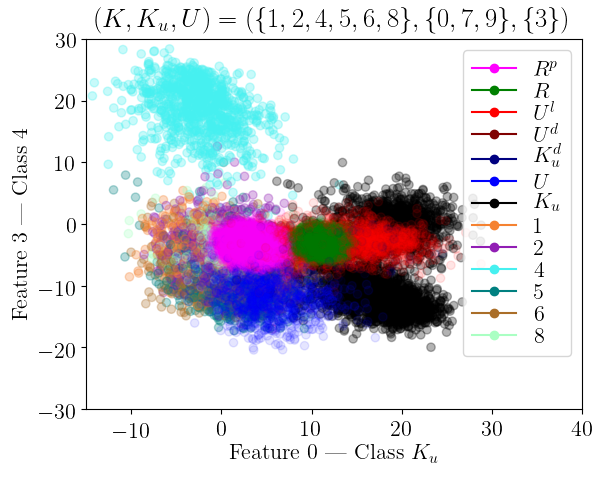 (K, K_u, U) = ({1, 2, 4, 5, 6, 8}, {0, 7, 9}, {3})
30
20
10
0
−10
−20
−30
Feature 3 — Class 4
R^p
R
U^l
U^d
K_u^d
U
K_u
1
2
4
5
6
8
−10
0
10
20
30
40
Feature 0 — Class K_u